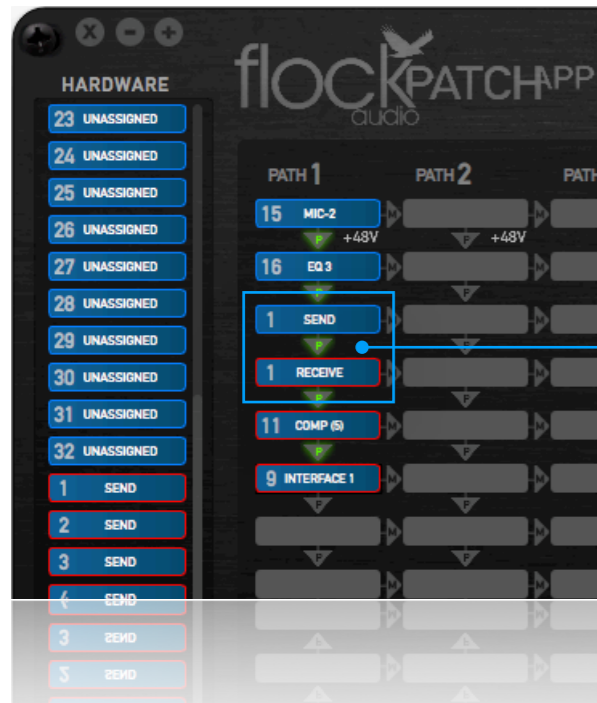 X - +
flock PATCH APP
audio
HARDWARE
23 UNASSIGNED
24 UNASSIGNED
25 UNASSIGNED
26 UNASSIGNED
27 UNASSIGNED
28 UNASSIGNED
29 UNASSIGNED
30 UNASSIGNED
31 UNASSIGNED
32 UNASSIGNED
1 SEND
2 SEND
3 SEND
PATH 1
PATH 2
PATH
15 MIC-2
M
M
P +48V
P +48V
16 EQ 3
M
M
P
P
1 SEND
M
M
P
P
1 RECEIVE
M
M
P
P
11 COMP (5)
M
M
P
P
9 INTERFACE 1
M
M
P
P
M
M
P
P
M
M